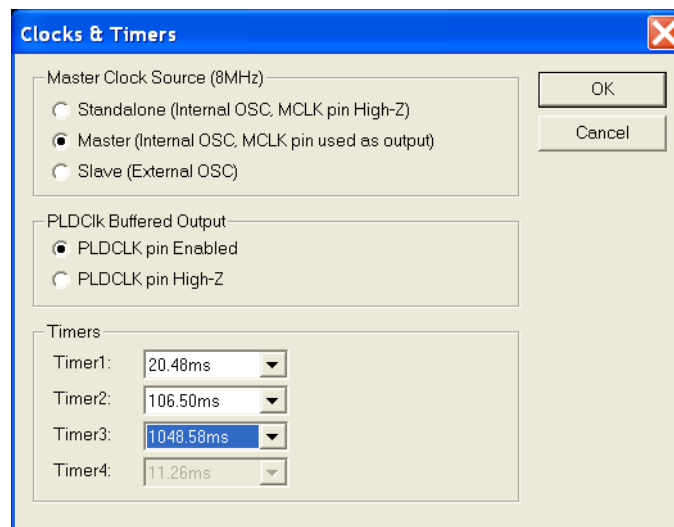 Clocks & Timers
Master Clock Source (8MHz)
Standalone (Internal OSC, MCLK pin High-Z)
Master (Internal OSC, MCLK pin used as output)
Slave (External OSC)
OK
Cancel
PLDClk Buffered Output
PLDCLK pin Enabled
PLDCLK pin High-Z
Timers
Timer1: 20.48ms
Timer2: 106.50ms
Timer3: 1048.58ms
Timer4: 11.26ms